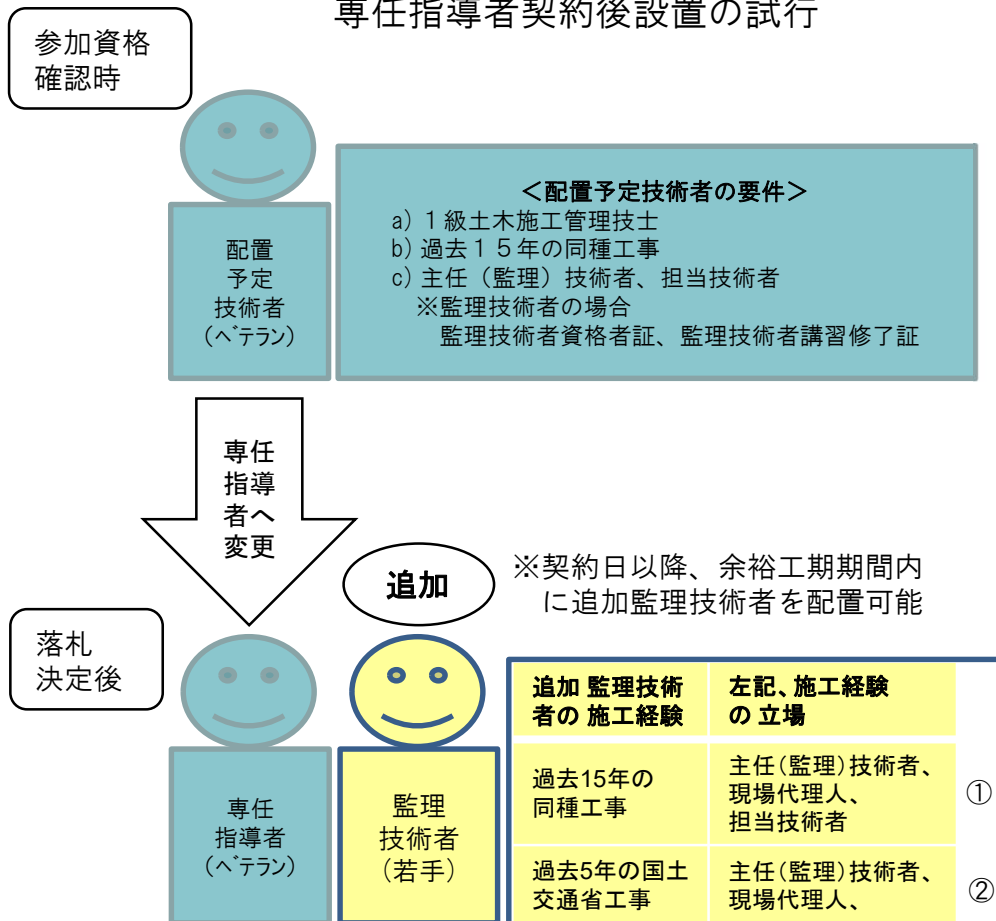 専任指導者契約後設置の試行
参加資格
確認時
配置
予定
技術者
(ﾍﾞﾃﾗﾝ)
＜配置予定技術者の要件＞
a) １級土木施工管理技士
b) 過去１５年の同種工事
c) 主任（監理）技術者、担当技術者
※監理技術者の場合
監理技術者資格者証、監理技術者講習修了証
専任
指導
者へ
変更
追加
※契約日以降、余裕工期期間内
に追加監理技術者を配置可能
落札
決定後
専任
指導者
(ﾍﾞﾃﾗﾝ)
監理
技術者
(若手)
追加 監理技術
者の 施工経験
左記、施工経験
の 立場
過去15年の
同種工事
主任(監理)技術者、
現場代理人、
担当技術者
①
過去5年の国土
交通省工事
主任(監理)技術者、
現場代理人、
②